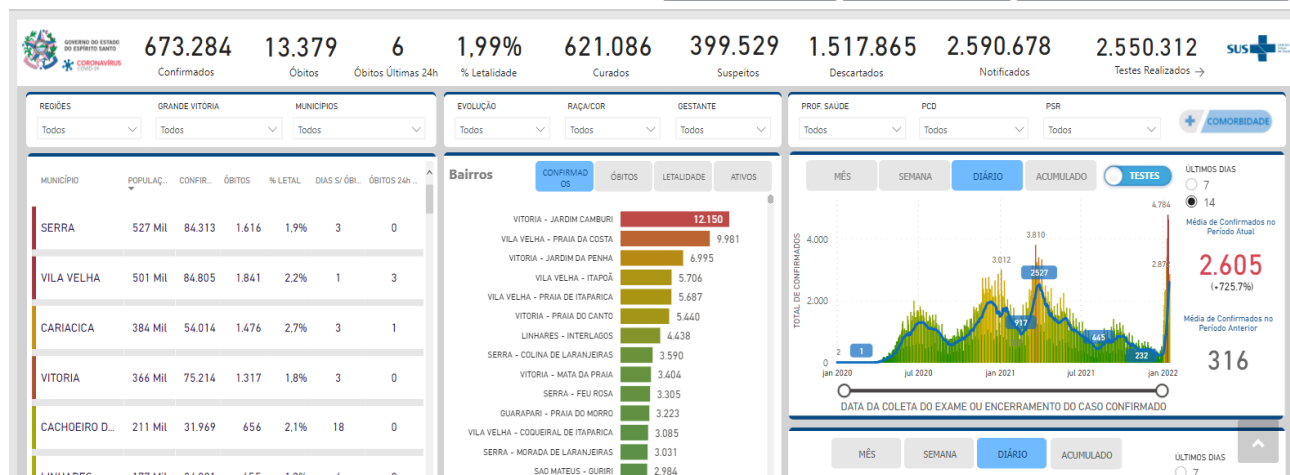 GOVERNO DO ESTADO
DO ESPÍRITO SANTO
CORONAVÍRUS
COVID-19
673.284
Confirmados
13.379
Óbitos
6
Óbitos Últimas 24h
1,99%
% Letalidade
621.086
Curados
399.529
Suspeitos
1.517.865
Descartados
2.590.678
Notificados
2.550.312
Testes Realizados →
SUS
REGIÕES GRANDE VITÓRIA MUNICÍPIOS
Todos Todos Todos
EVOLUÇÃO RAÇA/COR GESTANTE
Todos Todos Todos
PROF. SAÚDE PCD PSR
Todos Todos Todos
+ COMORBIDADE
MUNICÍPIO POPULAÇ... CONFIR... ÓBITOS % LETAL DIAS S/ ÓBI... ÓBITOS 24h ...
SERRA 527 Mil 84.313 1.616 1,9% 3 0
VILA VELHA 501 Mil 84.805 1.841 2,2% 1 3
CARIACICA 384 Mil 54.014 1.476 2,7% 3 1
VITORIA 366 Mil 75.214 1.317 1,8% 3 0
CACHOEIRO D... 211 Mil 31.969 656 2,1% 18 0
Bairros
CONFIRMAD
OS
ÓBITOS LETALIDADE ATIVOS
VITORIA - JARDIM CAMBURI 12.150
VILA VELHA - PRAIA DA COSTA 9.981
VITORIA - JARDIM DA PENHA 6.995
VILA VELHA - ITAPOÃ 5.706
VILA VELHA - PRAIA DE ITAPARICA 5.687
VITORIA - PRAIA DO CANTO 5.440
LINHARES - INTERLAGOS 4.438
SERRA - COLINA DE LARANJEIRAS 3.590
VITORIA - MATA DA PRAIA 3.404
SERRA - FEU ROSA 3.305
GUARAPARI - PRAIA DO MORRO 3.223
VILA VELHA - COQUEIRAL DE ITAPARICA 3.085
SERRA - MORADA DE LARANJEIRAS 3.031
SAO MATEUS - GURIRI 2.984
MÊS SEMANA DIÁRIO ACUMULADO TESTES
ÚLTIMOS DIAS
7
14
Média de Confirmados no
Período Atual
2.605
(+725.7%)
Média de Confirmados no
Período Anterior
316
TOTAL DE CONFIRMADOS
4.000
2.000
0
4.784
3.810
3.012
2527
917
445
232
2
1
jan 2020 jul 2020 jan 2021 jul 2021 jan 2022
DATA DA COLETA DO EXAME OU ENCERRAMENTO DO CASO CONFIRMADO
MÊS SEMANA DIÁRIO ACUMULADO
ÚLTIMOS DIAS
7